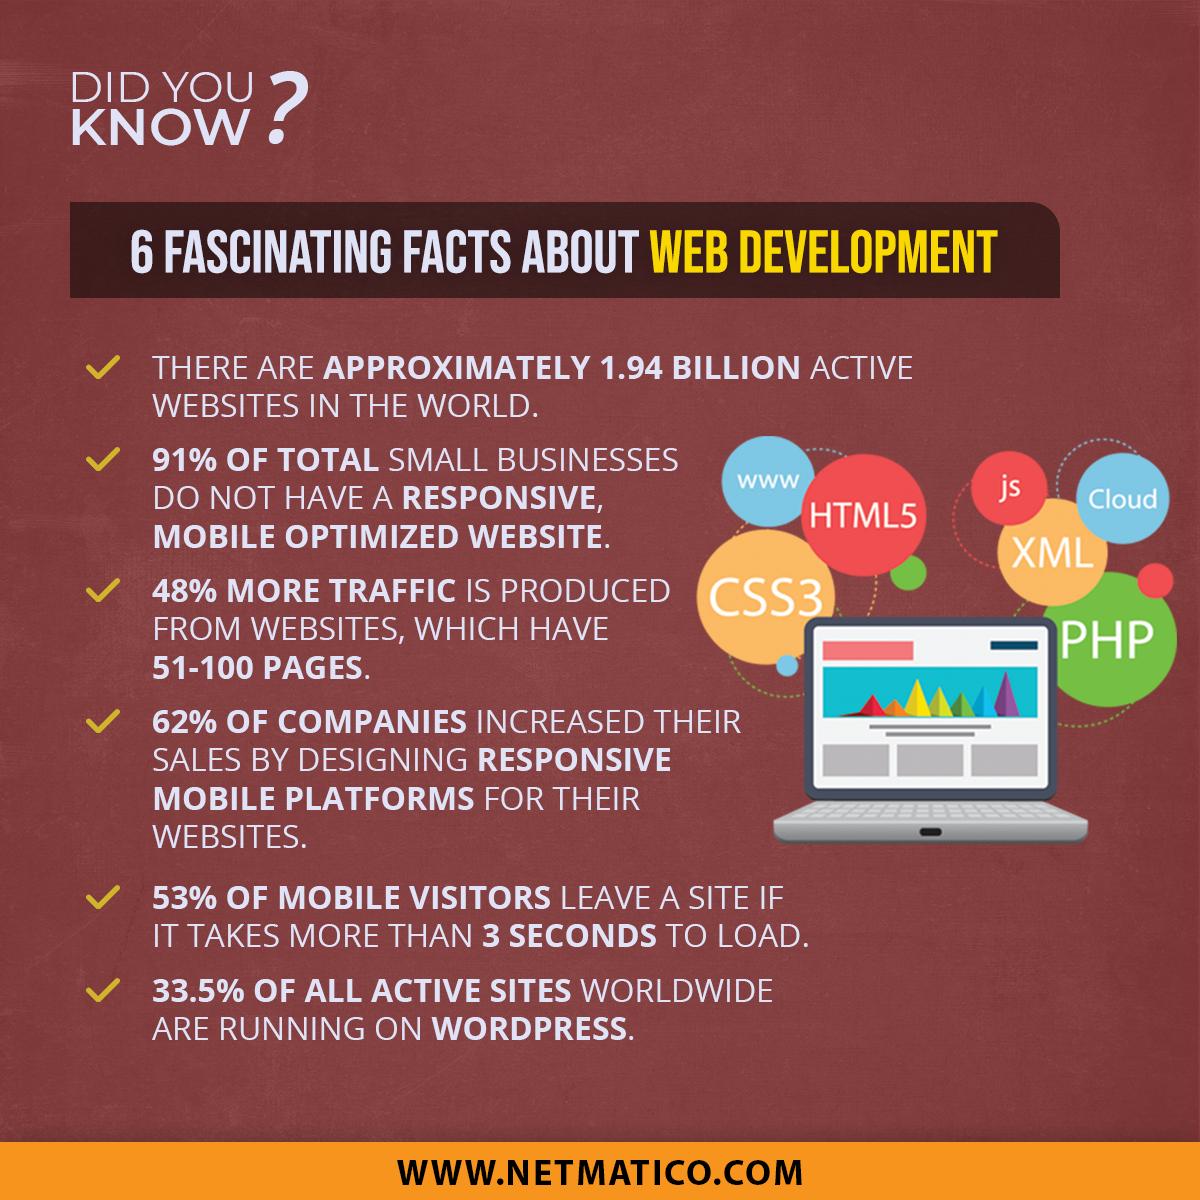 DID YOU
KNOW ?
6 FASCINATING FACTS ABOUT WEB DEVELOPMENT
THERE ARE APPROXIMATELY 1.94 BILLION ACTIVE
WEBSITES IN THE WORLD.
91% OF TOTAL SMALL BUSINESSES
DO NOT HAVE A RESPONSIVE,
MOBILE OPTIMIZED WEBSITE.
48% MORE TRAFFIC IS PRODUCED
FROM WEBSITES, WHICH HAVE
51-100 PAGES.
62% OF COMPANIES INCREASED THEIR
SALES BY DESIGNING RESPONSIVE
MOBILE PLATFORMS FOR THEIR
WEBSITES.
53% OF MOBILE VISITORS LEAVE A SITE IF
IT TAKES MORE THAN 3 SECONDS TO LOAD.
33.5% OF ALL ACTIVE SITES WORLDWIDE
ARE RUNNING ON WORDPRESS.
www
HTML5
CSS3
js
Cloud
XML
PHP
WWW.NETMATICO.COM